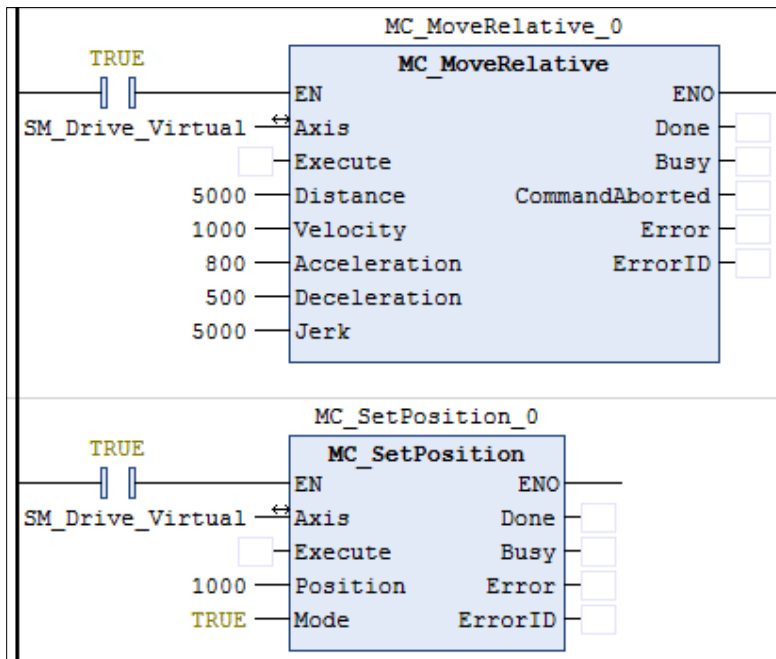 MC_MoveRelative_0
TRUE
MC_MoveRelative
EN ENO
SM_Drive_Virtual Axis Done
Execute Busy
5000 Distance CommandAborted
1000 Velocity Error
800 Acceleration ErrorID
500 Deceleration
5000 Jerk
MC_SetPosition_0
TRUE
MC_SetPosition
EN ENO
SM_Drive_Virtual Axis Done
Execute Busy
1000 Position Error
TRUE Mode ErrorID